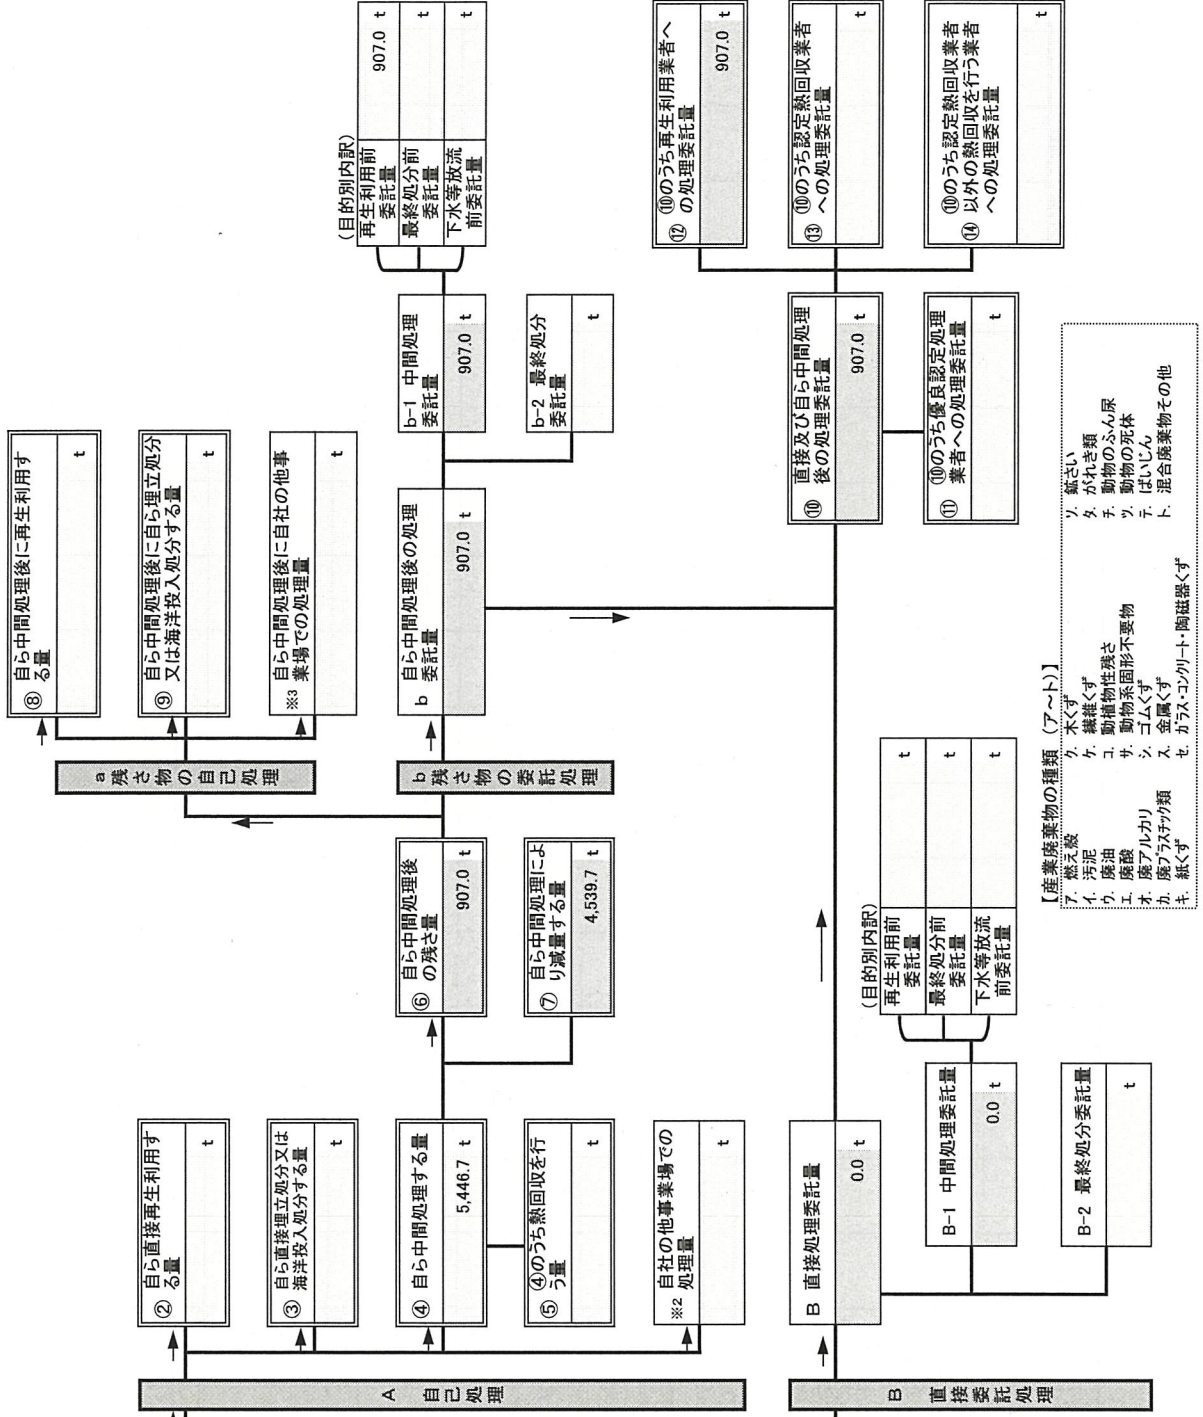 A 自己処理
② 自ら直接再生利用す
る量
t
③ 自ら直接埋立処分又は
海洋投入処分する量
t
④ 自ら中間処理する量
5,446.7 t
⑤ ④のうち熱回収を行
う量
t
※2 自社の他事業場での
処理量
t
⑥ 自ら中間処理後
の残さ量
907.0 t
⑦ 自ら中間処理によ
り減量する量
4,539.7 t
a 残さ物の自己処理
⑧ 自ら中間処理後に再生利用す
る量
t
⑨ 自ら中間処理後に自ら埋立処分
又は海洋投入処分する量
t
※3 自ら中間処理後に自社の他事
業場での処理量
t
b 残さ物の委託処理
b 自ら中間処理後の処理
委託量
907.0 t
b-1 中間処理
委託量
907.0 t
b-2 最終処分
委託量
t
(目的別内訳)
再生利用前
委託量
907.0 t
最終処分前
委託量
t
下水等放流
前委託量
t
B 直接委託処理
B 直接処理委託量
0.0 t
B-1 中間処理委託量
0.0 t
B-2 最終処分委託量
t
(目的別内訳)
再生利用前
委託量
t
最終処分前
委託量
t
下水等放流
前委託量
t
⑩ 直接及び自ら中間処理
後の処理委託量
907.0 t
⑪ ⑩のうち優良認定処理
業者への処理委託量
t
⑫ ⑩のうち再生利用業者へ
の処理委託量
907.0 t
⑬ ⑩のうち認定熱回収業者
への処理委託量
t
⑭ ⑩のうち認定熱回収業者
以外の熱回収を行う業者
への処理委託量
t
【産業廃棄物の種類 (ア～ト)】
ア. 燃え殻
イ. 汚泥
ウ. 廃油
エ. 廃酸
オ. 廃アルカリ
カ. 廃プラスチック類
キ. 紙くず
ク. 木くず
ケ. 繊維くず
コ. 動植物性残さ
サ. 動物系固形不要物
シ. ゴムくず
ス. 金属くず
セ. ガラス・コンクリート・陶磁器くず
ソ. 鉱さい
タ. がれき類
チ. 動物のふん尿
ツ. 動物の死体
テ. ばいじん
ト. 混合廃棄物その他